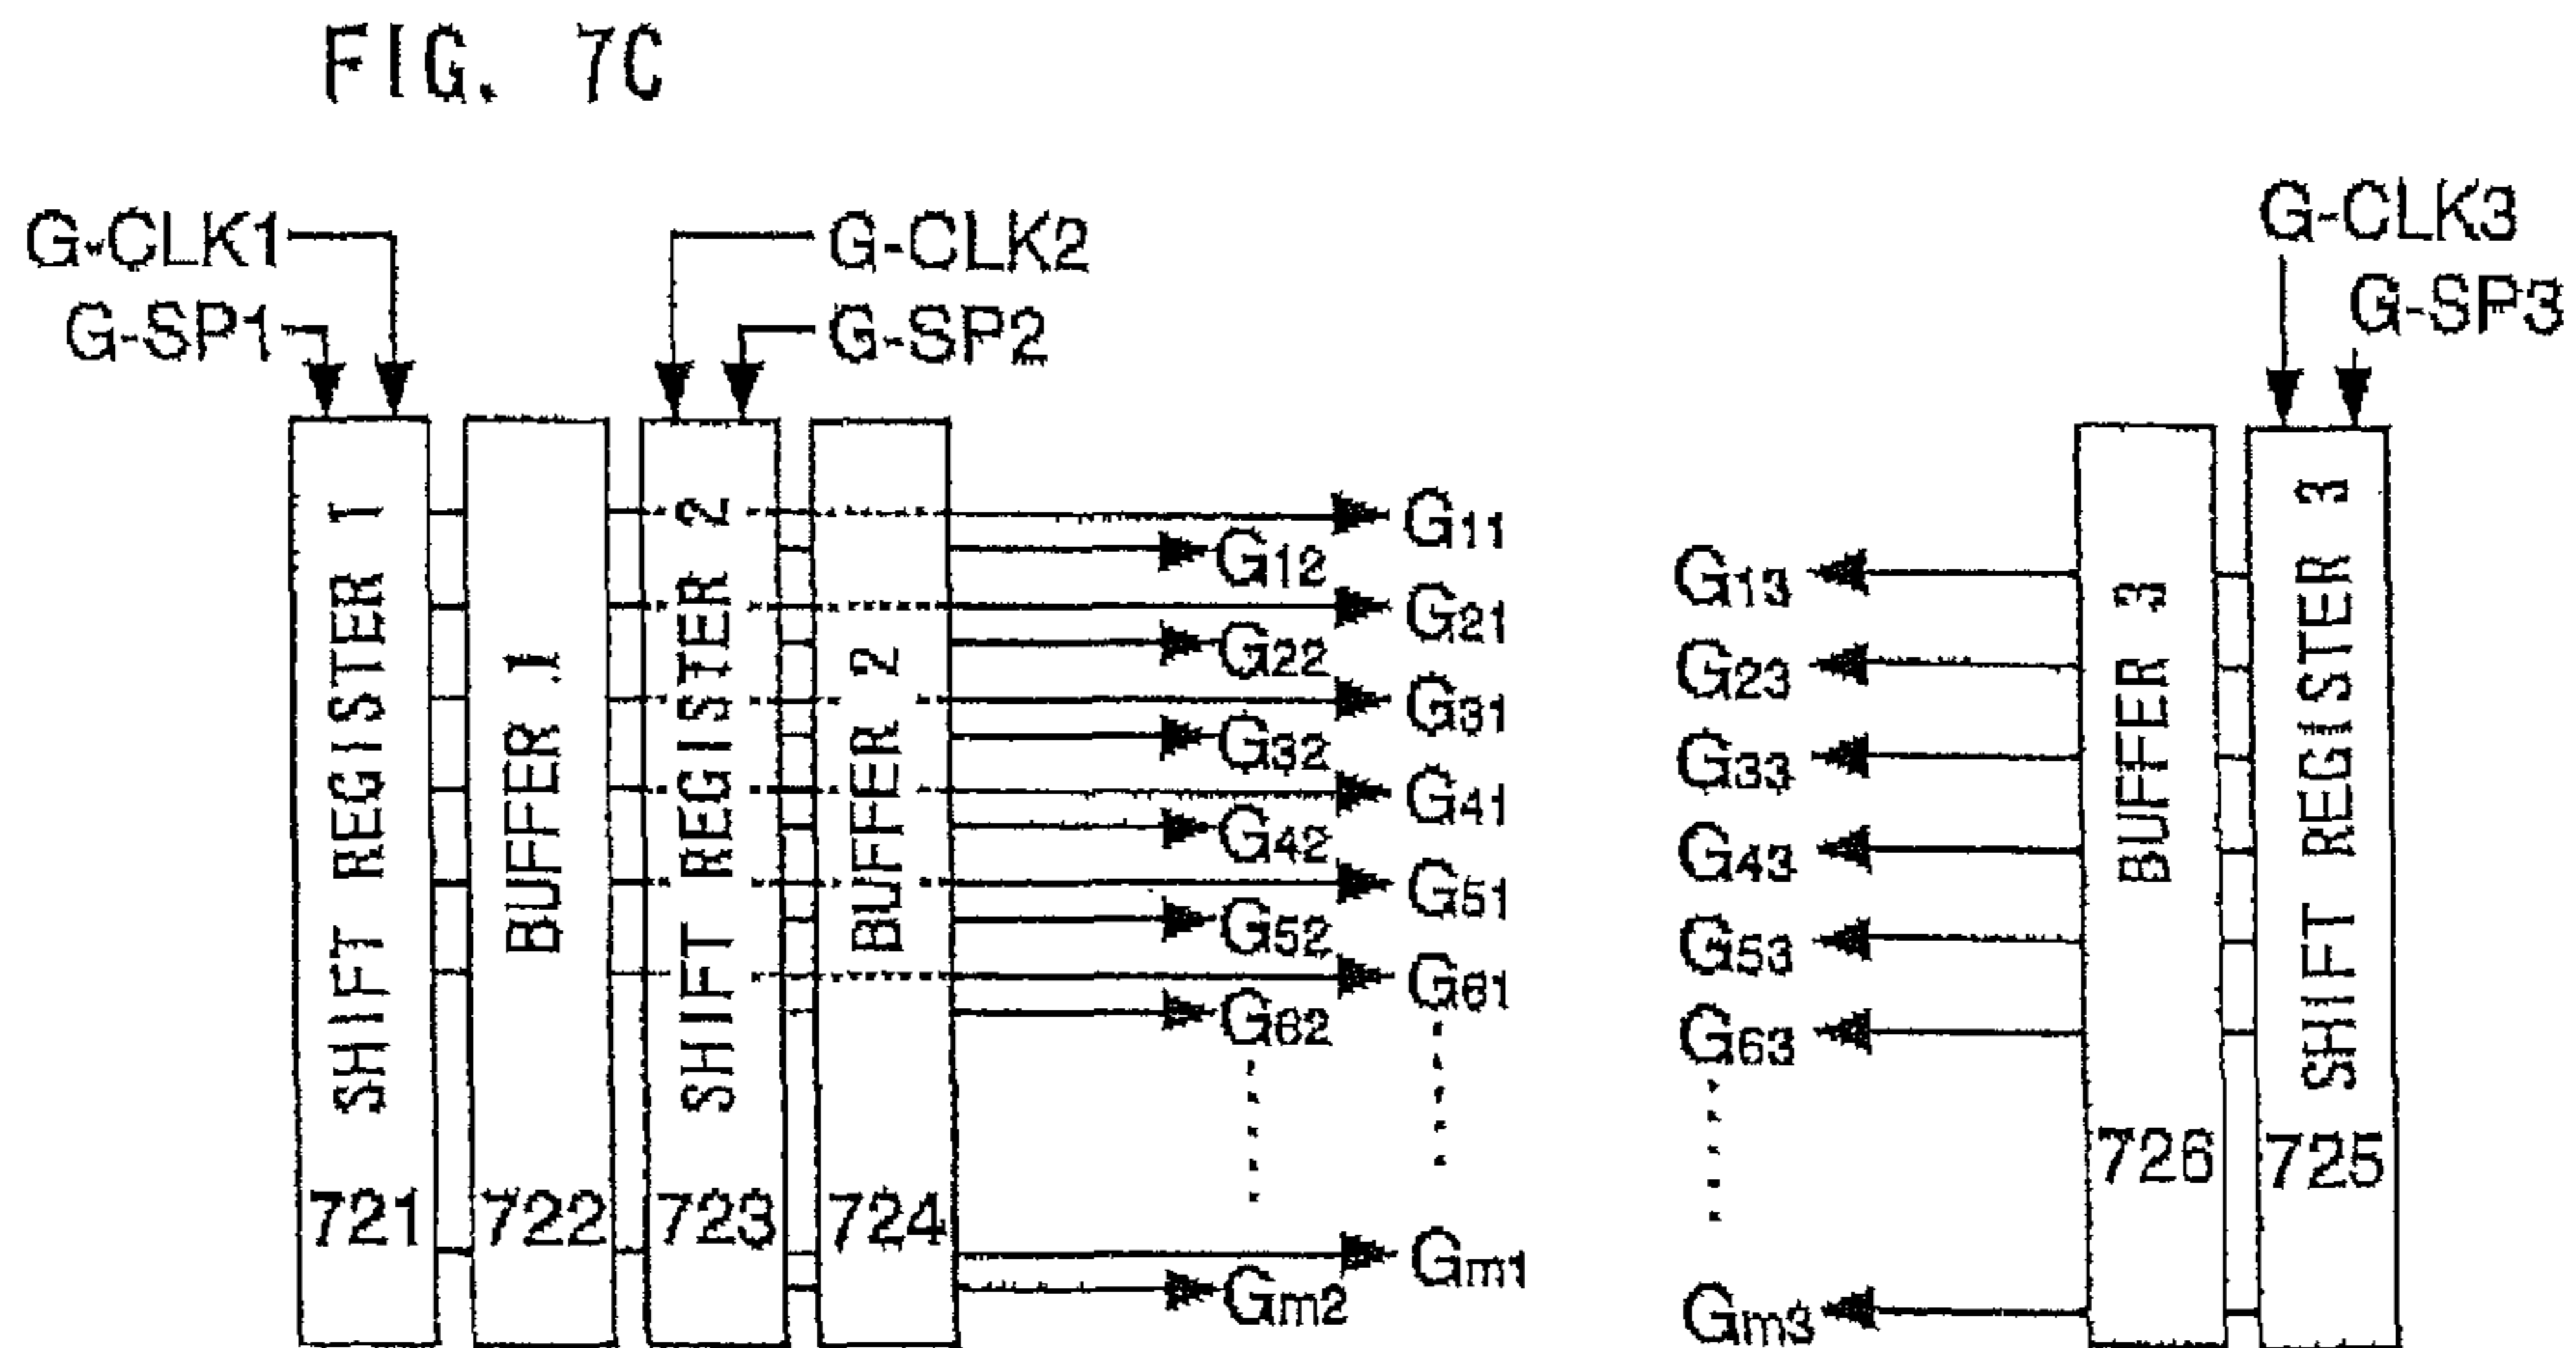 FIG. 7C
G-CLK1
G-SP1
G-CLK2
G-SP2
G-CLK3
G-SP3
SHIFT REGISTER 1
721
BUFFER 1
722
SHIFT REGISTER 2
723
BUFFER 2
724
G11
G12
G21
G22
G31
G32
G41
G42
G51
G52
G61
G62
Gm1
Gm2
G13
G23
G33
G43
G53
G63
Gm3
BUFFER 3
726
SHIFT REGISTER 3
725